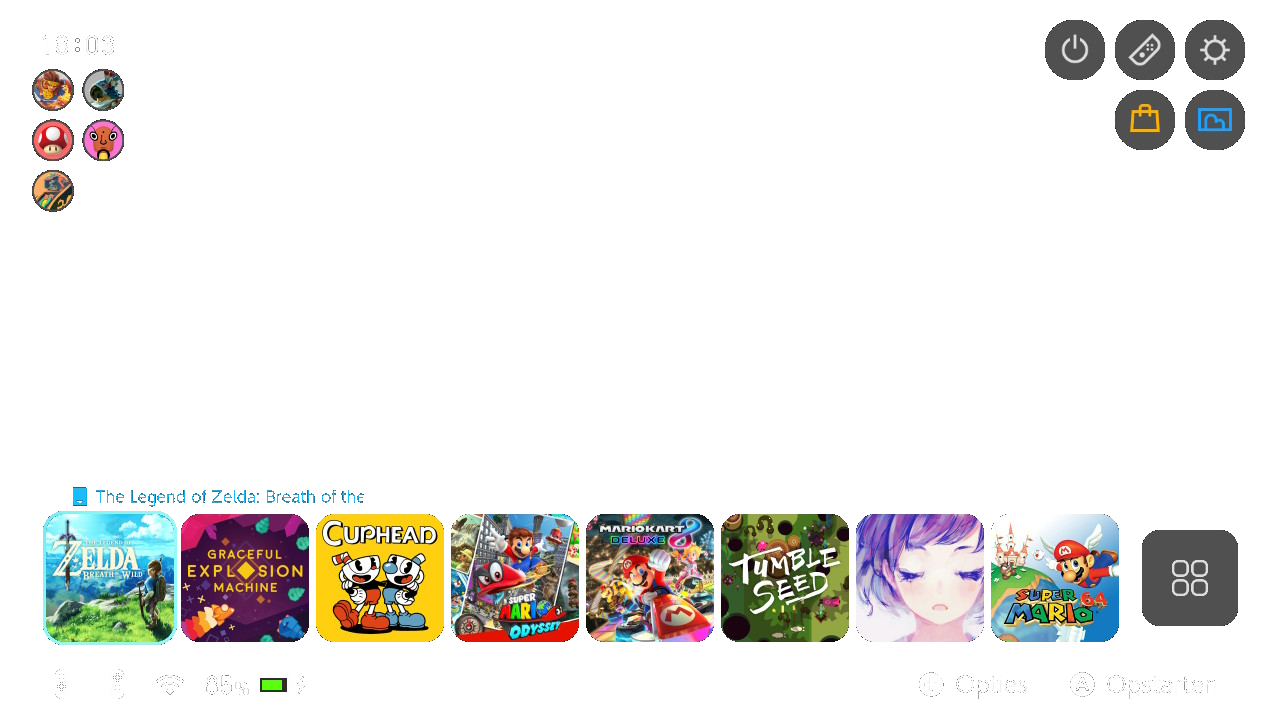 18:03
The Legend of Zelda: Breath of the
THE LEGEND OF
ZELDA
BREATH OF THE WILD
GRACEFUL
EXPLOSION
MACHINE
CUPHEAD
SUPER
MARIO
ODYSSEY
MARIOKART 8
DELUXE
TUMBLE
SEED
SUPER
MARIO 64
85%
Opties
A Opstarten